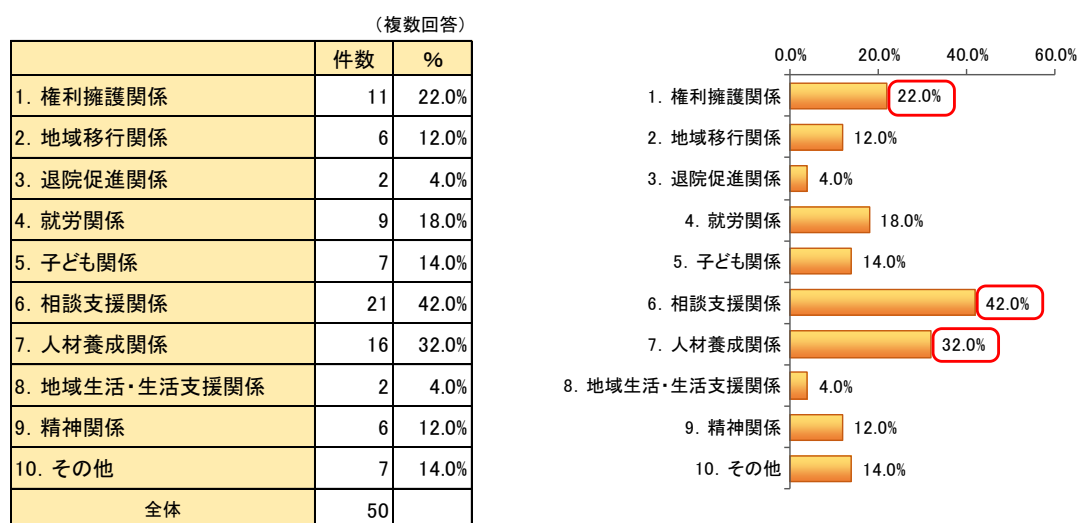 （複数回答）
件数 %
1．権利擁護関係 11 22.0%
2．地域移行関係 6 12.0%
3．退院促進関係 2 4.0%
4．就労関係 9 18.0%
5．子ども関係 7 14.0%
6．相談支援関係 21 42.0%
7．人材養成関係 16 32.0%
8．地域生活・生活支援関係 2 4.0%
9．精神関係 6 12.0%
10．その他 7 14.0%
全体 50
0.0% 20.0% 40.0% 60.0%
1．権利擁護関係 22.0%
2．地域移行関係 12.0%
3．退院促進関係 4.0%
4．就労関係 18.0%
5．子ども関係 14.0%
6．相談支援関係 42.0%
7．人材養成関係 32.0%
8．地域生活・生活支援関係 4.0%
9．精神関係 12.0%
10．その他 14.0%